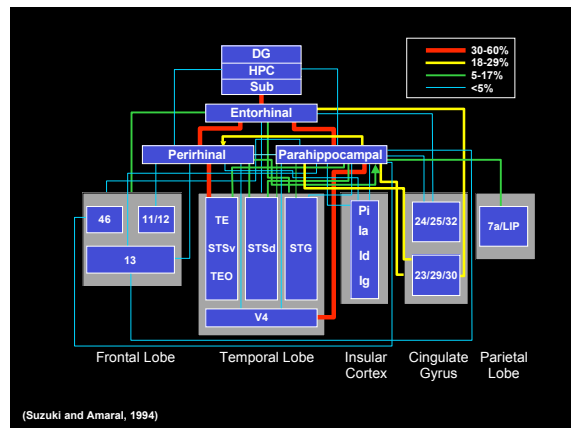 DG
HPC
Sub
30-60%
18-29%
5-17%
<5%
Entorhinal
Perirhinal
Parahippocampal
46
11/12
13
TE
STSv
TEO
STSd
STG
V4
Pi
Ia
Id
Ig
24/25/32
23/29/30
7a/LIP
Frontal Lobe
Temporal Lobe
Insular
Cortex
Cingulate
Gyrus
Parietal
Lobe
(Suzuki and Amaral, 1994)